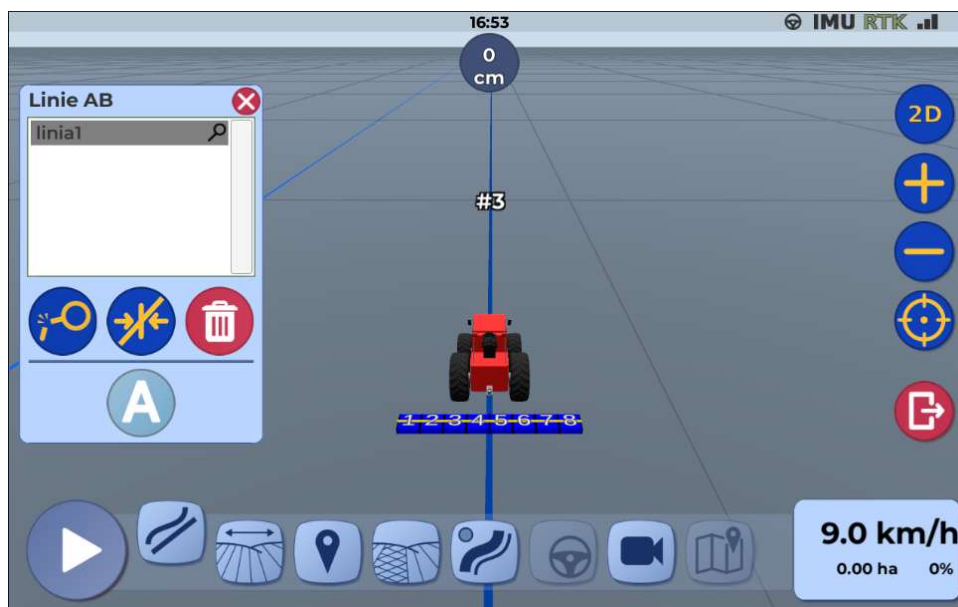 16:53
IMU RTK
0
cm
Linie AB
linia1
2D
#3
A
1 2 3 4 5 6 7 8
9.0 km/h
0.00 ha 0%